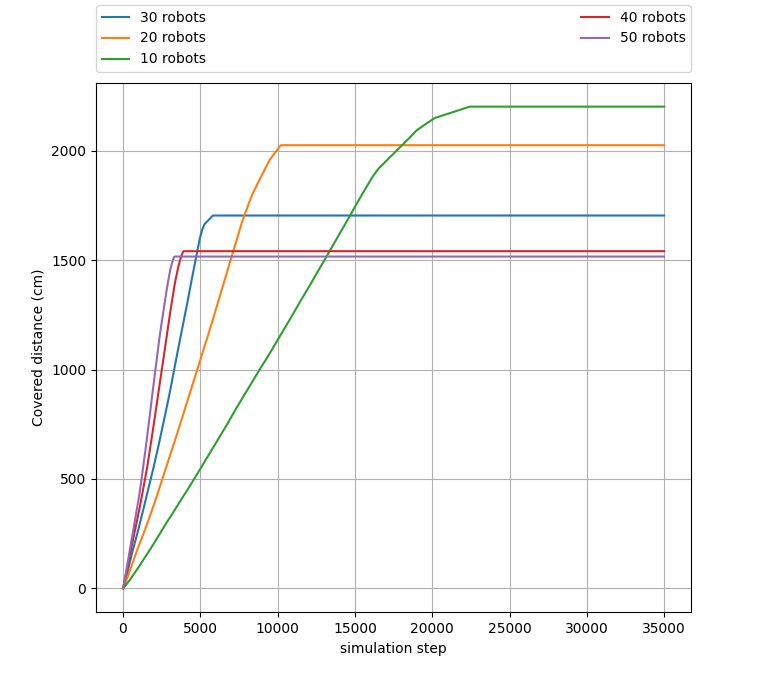 30 robots
20 robots
10 robots
40 robots
50 robots
2000
1500
1000
500
0
Covered distance (cm)
0 5000 10000 15000 20000 25000 30000 35000
simulation step